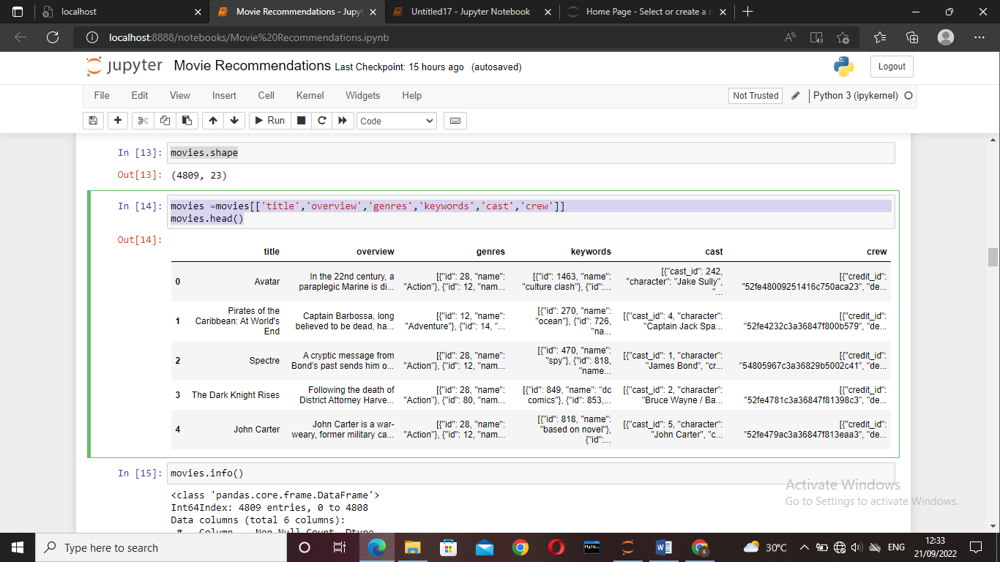 localhost
Movie Recommendations - Jupyt
Untitled17 - Jupyter Notebook
Home Page - Select or create a n
localhost:8888/notebooks/Movie%20Recommendations.ipynb
jupyter Movie Recommendations Last Checkpoint: 15 hours ago (autosaved)
Logout
File Edit View Insert Cell Kernel Widgets Help
Not Trusted
Python 3 (ipykernel)
Run
Code
In [13]: movies.shape
Out[13]: (4809, 23)
In [14]: movies =movies[['title','overview','genres','keywords','cast','crew']]
movies.head()
Out[14]:
title overview genres keywords cast crew
0 Avatar In the 22nd century, a paraplegic Marine is di... [{"id": 28, "name": "Action"}, {"id": 12, "nam... [{"id": 1463, "name": "culture clash"}, {"id":... [{"cast_id": 242, "character": "Jake Sully", "... [{"credit_id": "52fe48009251416c750aca23", "de...
1 Pirates of the Caribbean: At World's End Captain Barbossa, long believed to be dead, ha... [{"id": 12, "name": "Adventure"}, {"id": 14, "... [{"id": 270, "name": "ocean"}, {"id": 726, "na... [{"cast_id": 4, "character": "Captain Jack Spa... [{"credit_id": "52fe4232c3a36847f800b579", "de...
2 Spectre A cryptic message from Bond's past sends him o... [{"id": 28, "name": "Action"}, {"id": 12, "nam... [{"id": 470, "name": "spy"}, {"id": 818, "name... [{"cast_id": 1, "character": "James Bond", "cr... [{"credit_id": "54805967c3a36829b5002c41", "de...
3 The Dark Knight Rises Following the death of District Attorney Harve... [{"id": 28, "name": "Action"}, {"id": 80, "nam... [{"id": 849, "name": "dc comics"}, {"id": 853,... [{"cast_id": 2, "character": "Bruce Wayne / Ba... [{"credit_id": "52fe4781c3a36847f81398c3", "de...
4 John Carter John Carter is a war-weary, former military ca... [{"id": 28, "name": "Action"}, {"id": 12, "nam... [{"id": 818, "name": "based on novel"}, {"id":... [{"cast_id": 5, "character": "John Carter", "c... [{"credit_id": "52fe479ac3a36847f813eaa3", "de...
In [15]: movies.info()
<class 'pandas.core.frame.DataFrame'>
Int64Index: 4809 entries, 0 to 4808
Data columns (total 6 columns):
# Column Non-Null Count Dtype
Activate Windows
Go to Settings to activate Windows.
Type here to search
30°C
ENG
12:33
21/09/2022